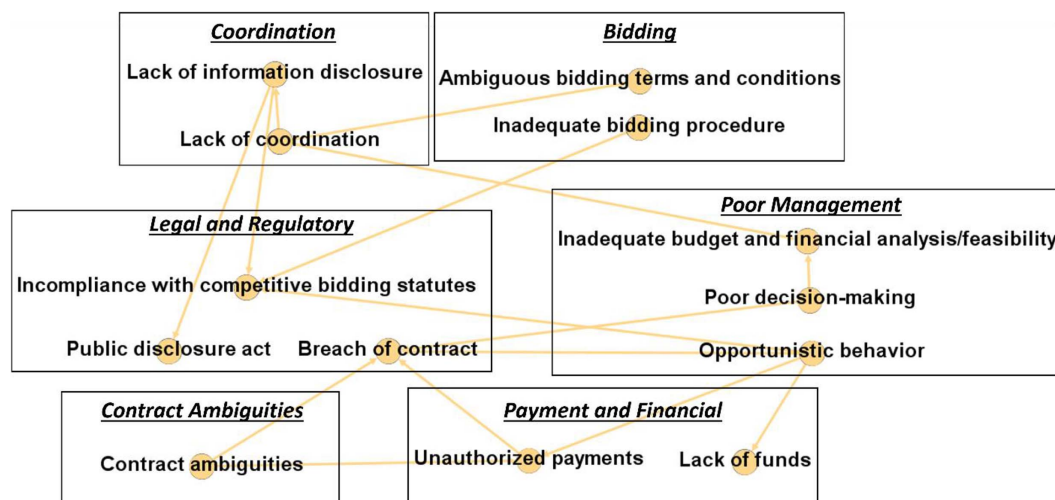 Coordination
Lack of information disclosure
Lack of coordination
Bidding
Ambiguous bidding terms and conditions
Inadequate bidding procedure
Legal and Regulatory
Incompliance with competitive bidding statutes
Public disclosure act
Breach of contract
Poor Management
Inadequate budget and financial analysis/feasibility
Poor decision-making
Opportunistic behavior
Contract Ambiguities
Contract ambiguities
Payment and Financial
Unauthorized payments
Lack of funds